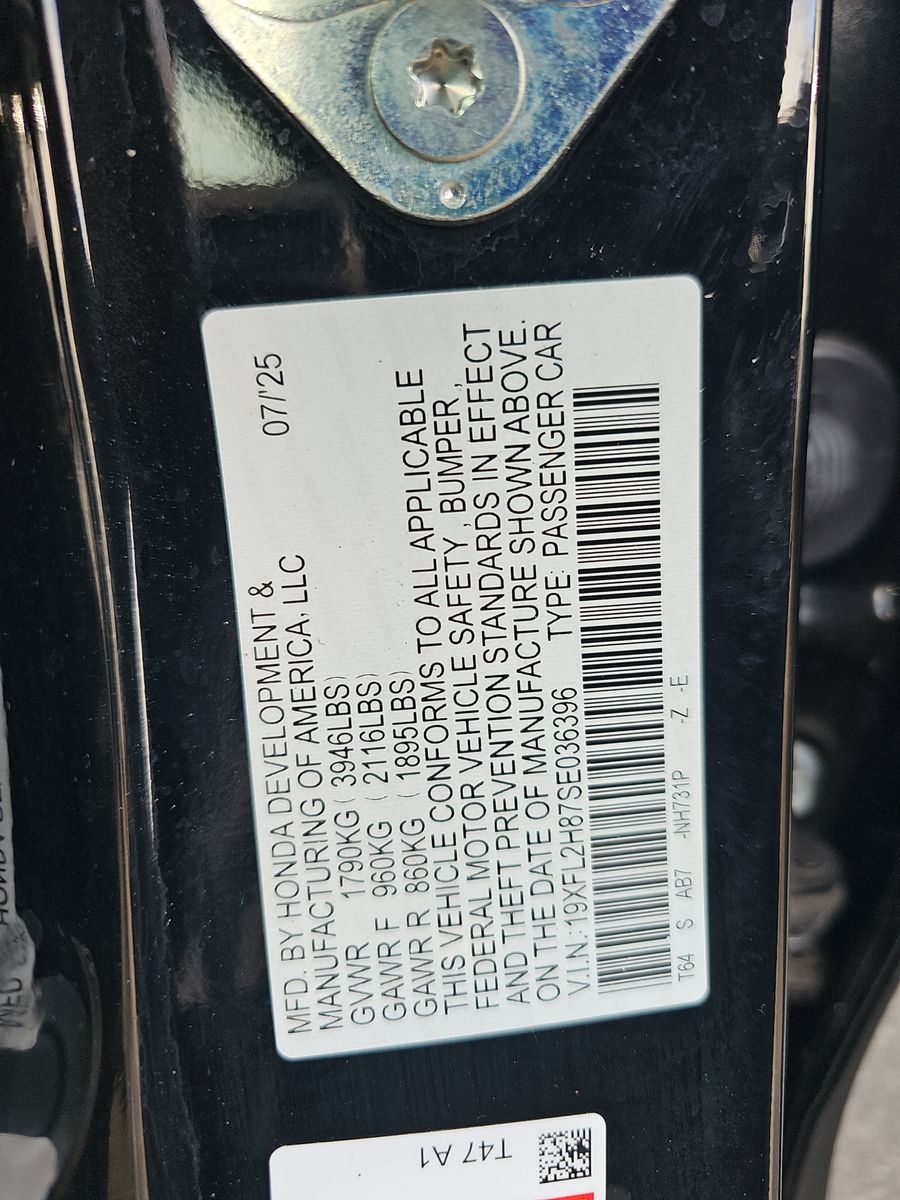 MFD. BY HONDA DEVELOPMENT &
MANUFACTURING OF AMERICA, LLC 07/'25
GVWR 1790KG ( 3946LBS)
GAWR F 960KG ( 2116LBS)
GAWR R 860KG ( 1895LBS)
THIS VEHICLE CONFORMS TO ALL APPLICABLE
FEDERAL MOTOR VEHICLE SAFETY , BUMPER ,
AND THEFT PREVENTION STANDARDS IN EFFECT
ON THE DATE OF MANUFACTURE SHOWN ABOVE.
V.I.N.: 19XFL2H87SE036396 TYPE: PASSENGER CAR
T64 S AB7 -NH731P -Z -E
T47 A1